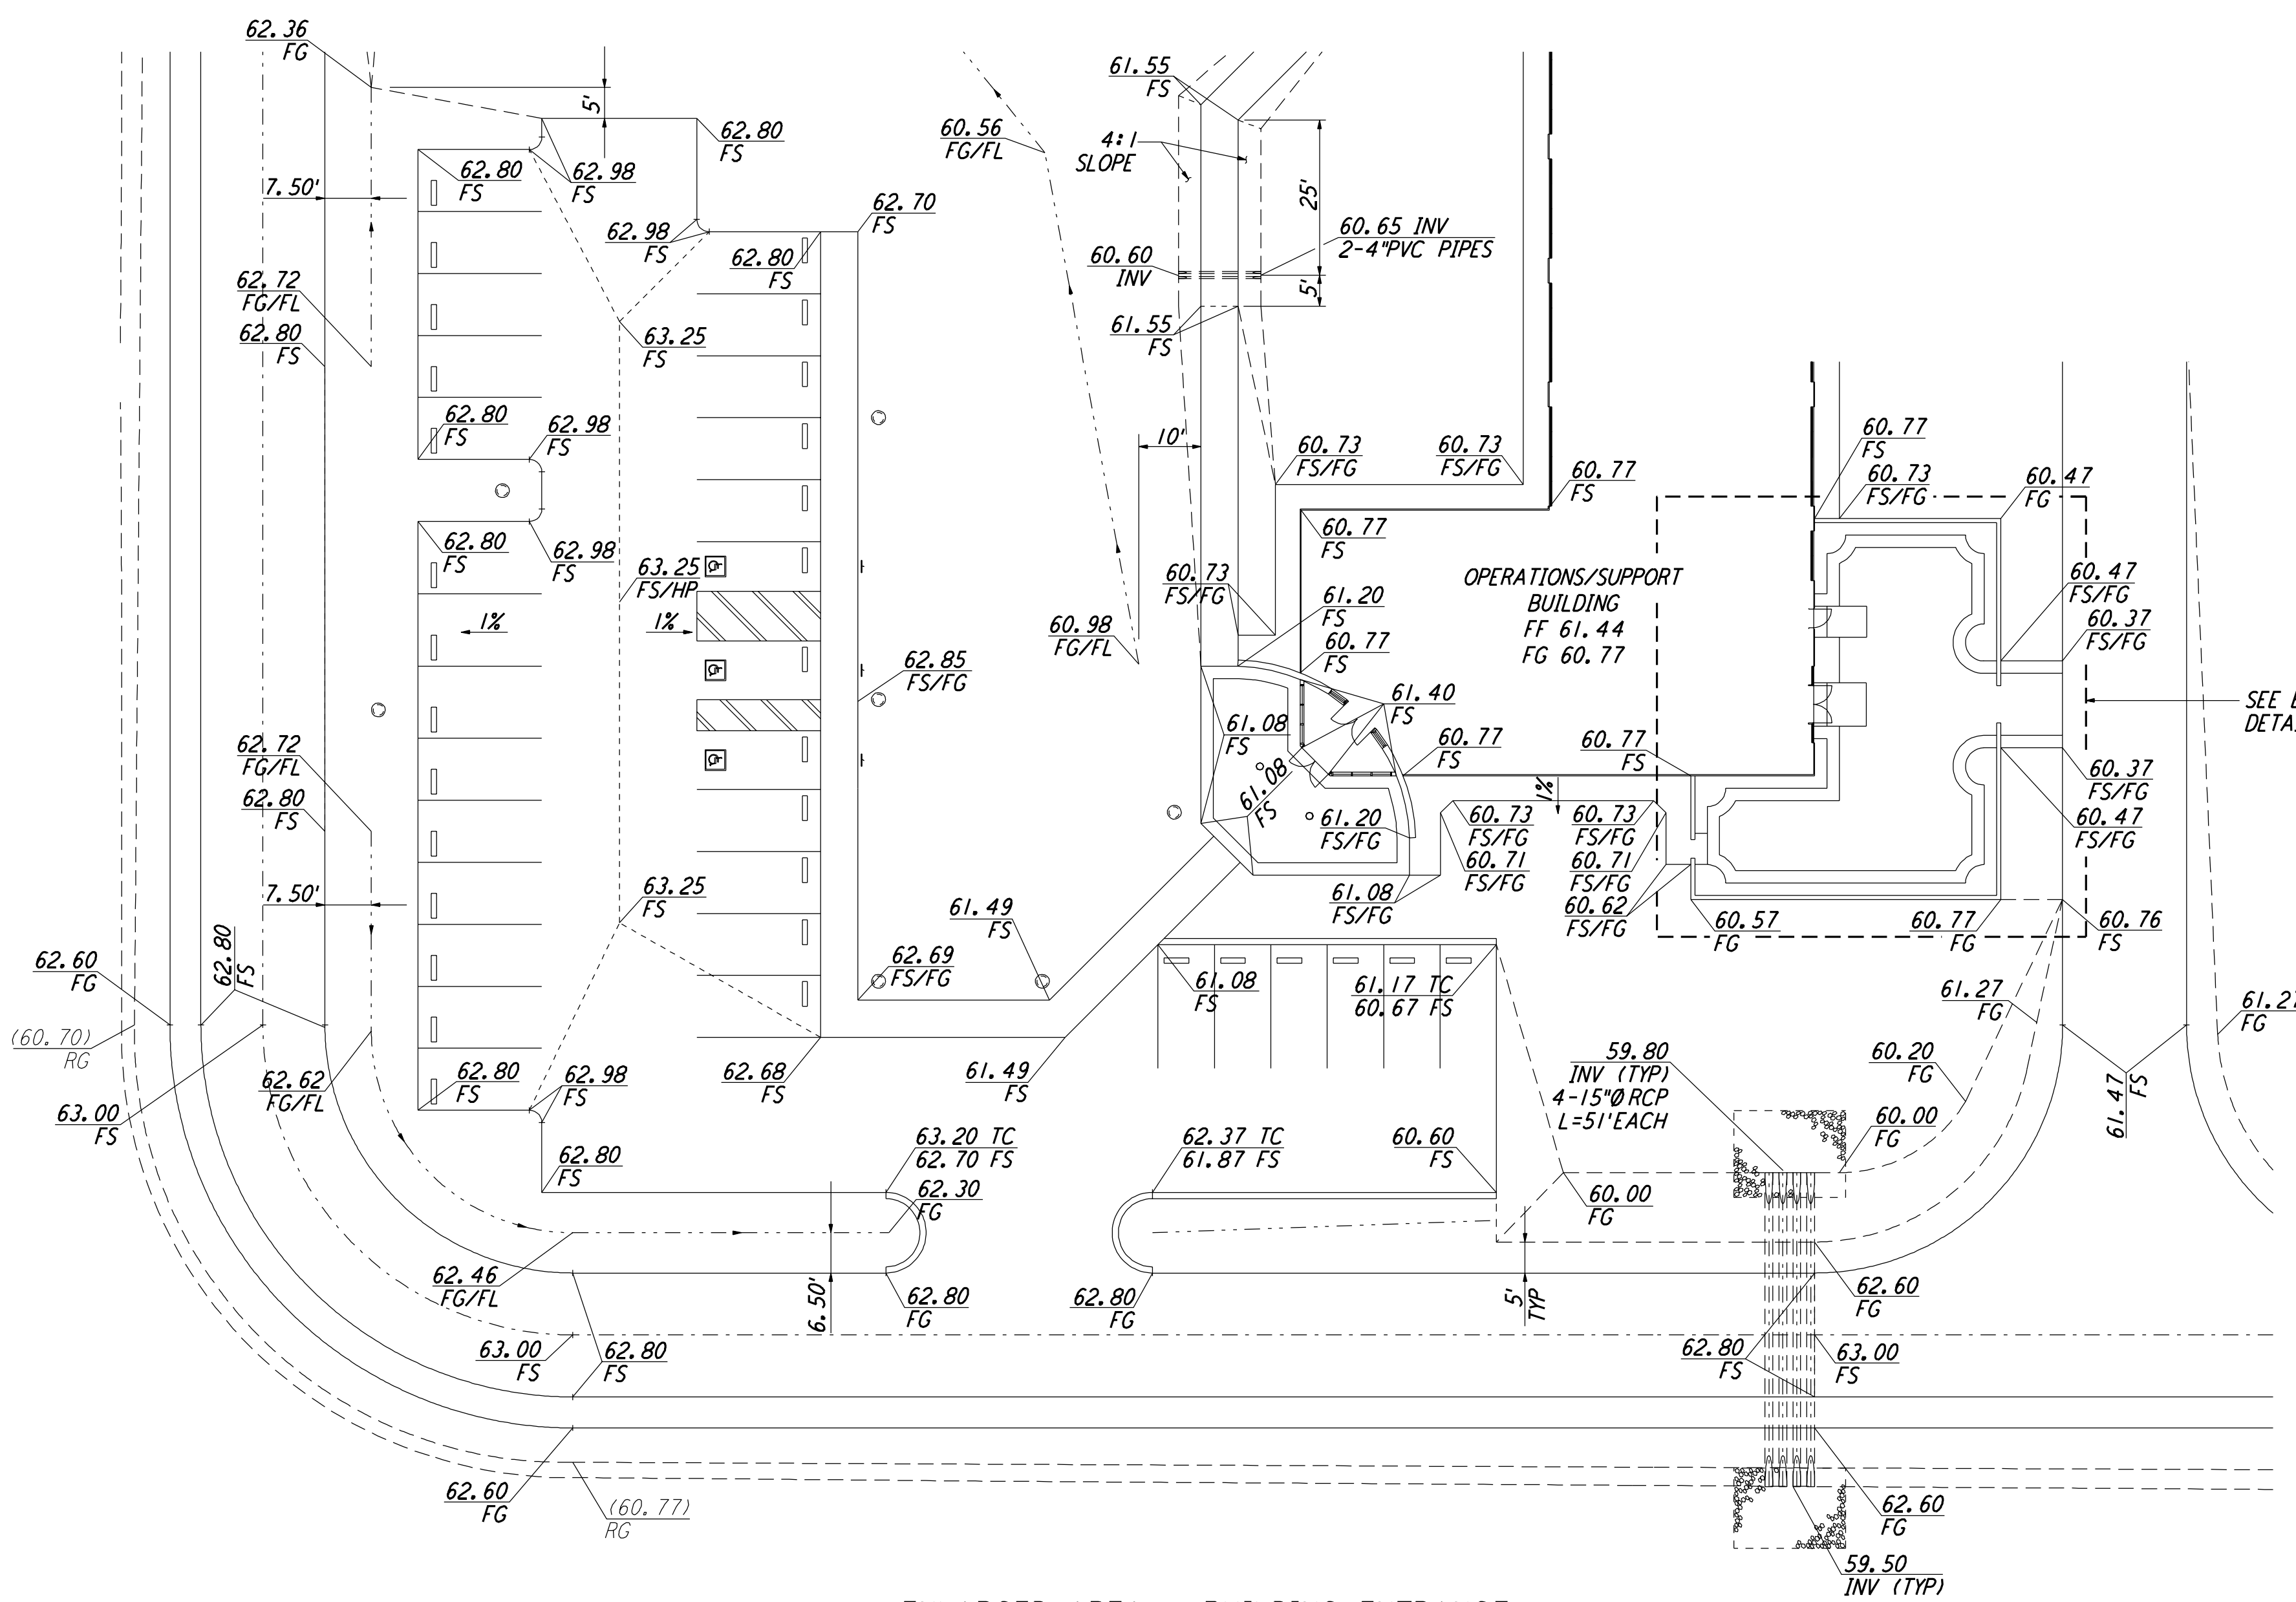 62.36
FG
5'
62.80
FS
62.80
FS
62.98
FS
7.50'
62.98
FS
62.80
FS
62.70
FS
60.56
FG/FL
61.55
FS
4:1
SLOPE
25'
60.65 INV
2-4"PVC PIPES
60.60
INV
5'
61.55
FS
62.72
FG/FL
62.80
FS
63.25
FS
62.80
FS
62.98
FS
62.80
FS
62.98
FS
63.25
FS/HP
1%
1%
10'
60.73
FS/FG
60.73
FS/FG
60.77
FS
60.77
FS
60.73
FS/FG
60.47
FG
60.77
FS
60.73
FS/FG
61.20
FS
OPERATIONS/SUPPORT
BUILDING
FF 61.44
FG 60.77
60.47
FS/FG
60.37
FS/FG
60.98
FG/FL
60.77
FS
62.85
FS/FG
61.40
FS
61.08
FS
61.08
FS
60.77
FS
60.77
FS
1%
60.37
FS/FG
60.47
FS/FG
SEE
62.72
FG/FL
62.80
FS
61.20
FS/FG
60.73
FS/FG
60.71
FS/FG
60.73
FS/FG
60.71
FS/FG
61.08
FS/FG
60.62
FS/FG
60.57
FG
60.77
FG
60.76
FS
7.50'
63.25
FS
61.49
FS
62.69
FS/FG
61.08
FS
61.17 TC
60.67 FS
62.60
FG
62.80
FS
(60.70)
RG
63.00
FS
62.62
FG/FL
62.80
FS
62.98
FS
62.68
FS
61.49
FS
59.80
INV (TYP)
4-15"Ø RCP
L=51'EACH
61.27
FG
60.20
FG
60.00
FG
61.47
FS
61.27
FG
62.80
FS
63.20 TC
62.70 FS
62.30
FG
62.37 TC
61.87 FS
60.60
FS
60.00
FG
62.46
FG/FL
6.50'
62.80
FG
62.80
FG
5'
TYP
62.60
FG
63.00
FS
62.80
FS
62.80
FS
63.00
FS
62.60
FG
(60.77)
RG
62.60
FG
59.50
INV (TYP)